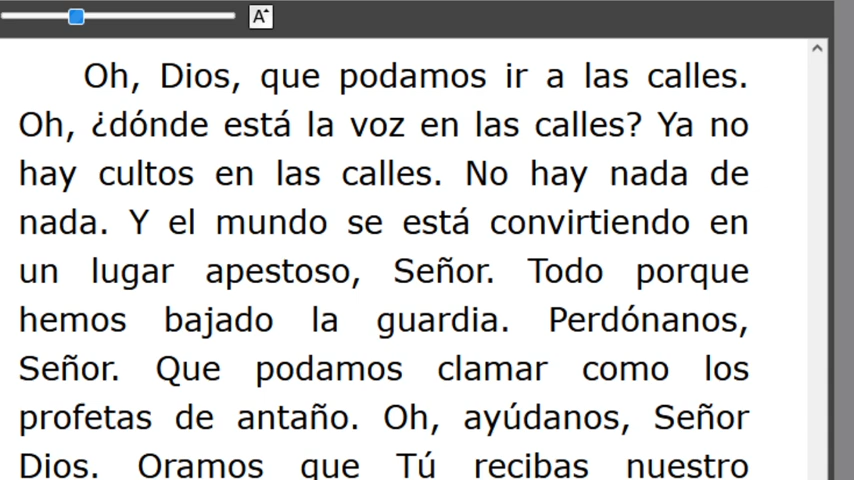 A
Oh, Dios, que podamos ir a las calles.
Oh, ¿dónde está la voz en las calles? Ya no
hay cultos en las calles. No hay nada de
nada. Y el mundo se está convirtiendo en
un lugar apestoso, Señor. Todo porque
hemos bajado la guardia. Perdónanos,
Señor. Que podamos clamar como los
profetas de antaño. Oh, ayúdanos, Señor
Dios. Oramos que Tú recibas nuestro